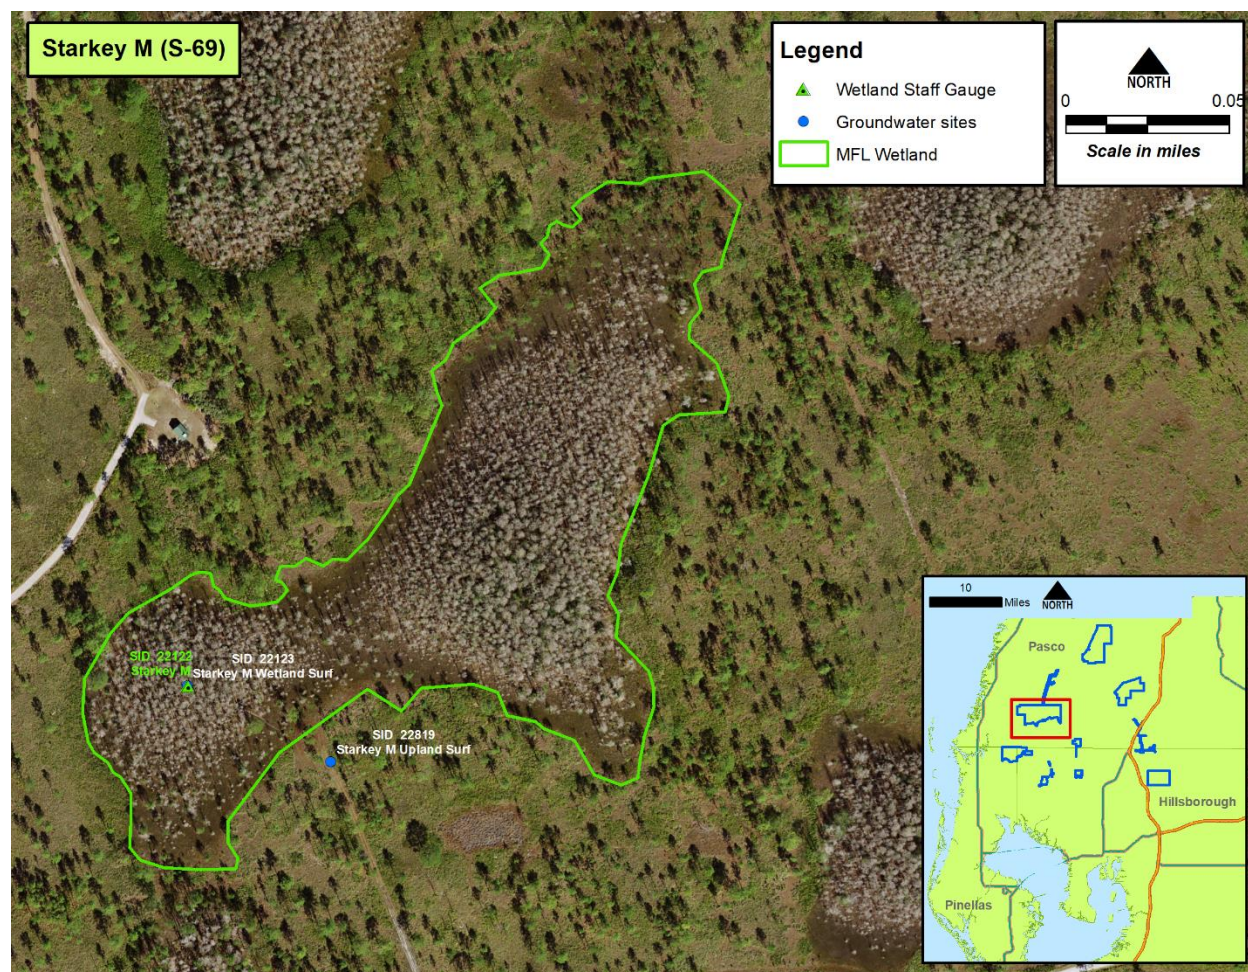 Starkey M (S-69)
Legend
Wetland Staff Gauge
Groundwater sites
MFL Wetland
NORTH
0 0.05
Scale in miles
SID 22123
Starkey M
SID 22123
Starkey M Wetland Surf
SID 22819
Starkey M Upland Surf
10
Miles
NORTH
Pasco
Hillsborough
Pinellas